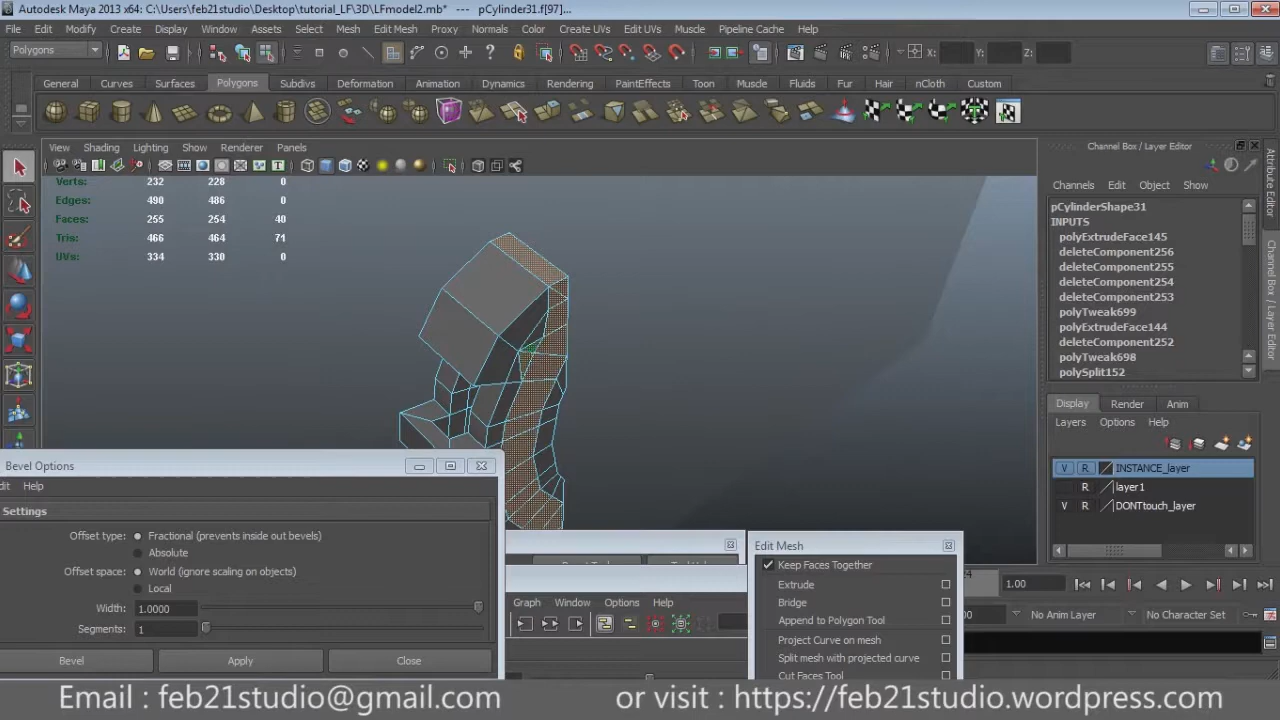 Autodesk Maya 2013 x64: C:\Users\feb21studio\Desktop\tutorial_LF\3D\LFmodel2.mb* --- pCylinder31.f[97]...
File Edit Modify Create Display Window Assets Select Mesh Edit Mesh Proxy Normals Color Create UVs Edit UVs Muscle Pipeline Cache Help
Polygons X: Y: Z:
General Curves Surfaces Polygons Subdivs Deformation Animation Dynamics Rendering PaintEffects Toon Muscle Fluids Fur Hair nCloth Custom
View Shading Lighting Show Renderer Panels
Channel Box / Layer Editor
Channels Edit Object Show
Verts: 232 228 0
Edges: 490 486 0
Faces: 255 254 40
Tris: 466 464 71
UVs: 334 330 0
pCylinderShape31
INPUTS
polyExtrudeFace145
deleteComponent256
deleteComponent255
deleteComponent254
deleteComponent253
polyTweak699
polyExtrudeFace144
deleteComponent252
polyTweak698
polySplit152
Attribute Editor
Channel Box / Layer Editor
Display Render Anim
Layers Options Help
V R INSTANCE_layer
R layer1
V R DONTtouch_layer
24 1.00
00 No Anim Layer No Character Set
Bevel Options
dit Help
Settings
Offset type: Fractional (prevents inside out bevels)
Absolute
Offset space: World (ignore scaling on objects)
Local
Width: 1.0000
Segments: 1
Bevel Apply Close
Graph Window Options Help
Edit Mesh
Keep Faces Together
Extrude
Bridge
Append to Polygon Tool
Project Curve on mesh
Split mesh with projected curve
Cut Faces Tool
Email : feb21studio@gmail.com or visit : https://feb21studio.wordpress.com